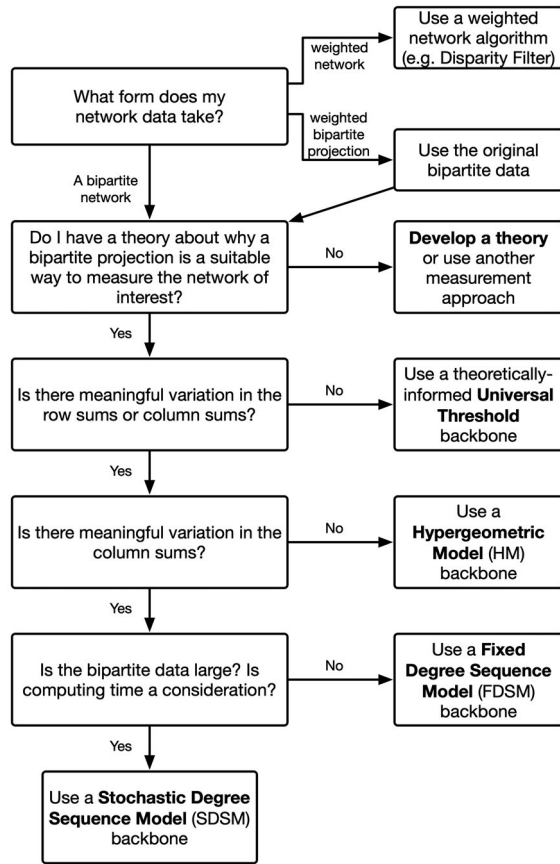 Use a weighted
network algorithm
(e.g. Disparity Filter)
weighted
network
What form does my
network data take?
weighted
bipartite
projection
Use the original
bipartite data
A bipartite
network
Do I have a theory about why a
bipartite projection is a suitable
way to measure the network of
interest?
No
Develop a theory
or use another
measurement
approach
Yes
Is there meaningful variation in the
row sums or column sums?
No
Use a theoretically-
informed Universal
Threshold
backbone
Yes
Is there meaningful variation in the
column sums?
No
Use a
Hypergeometric
Model (HM)
backbone
Yes
Is the bipartite data large? Is
computing time a consideration?
No
Use a Fixed
Degree Sequence
Model (FDSM)
backbone
Yes
Use a Stochastic Degree
Sequence Model (SDSM)
backbone